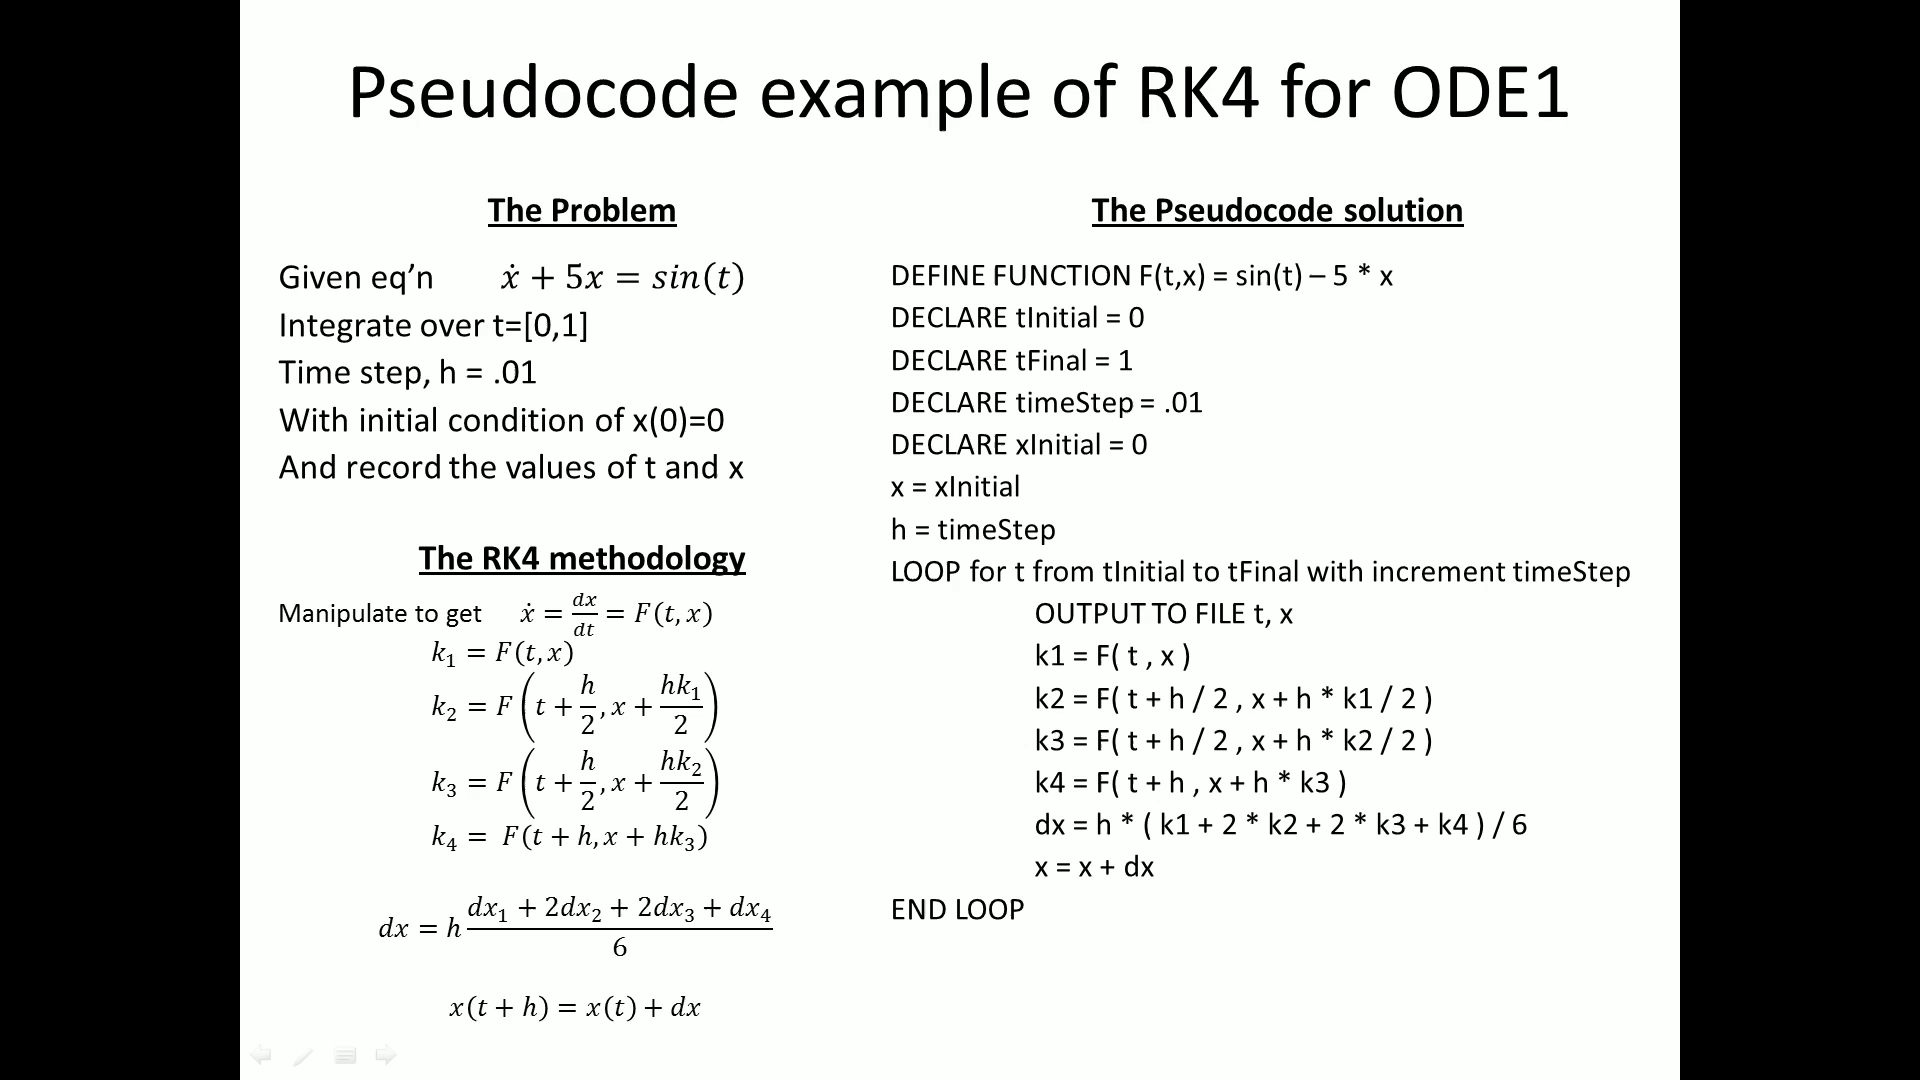 Pseudocode example of RK4 for ODE1
The Problem
Given eq’n ẋ + 5x = sin(t)
Integrate over t=[0,1]
Time step, h = .01
With initial condition of x(0)=0
And record the values of t and x
The RK4 methodology
Manipulate to get ẋ = dx/dt = F(t, x)
k₁ = F(t, x)
k₂ = F(t + h/2, x + hk₁/2)
k₃ = F(t + h/2, x + hk₂/2)
k₄ = F(t + h, x + hk₃)
dx = h (dx₁ + 2dx₂ + 2dx₃ + dx₄)/6
x(t + h) = x(t) + dx
The Pseudocode solution
DEFINE FUNCTION F(t,x) = sin(t) – 5 * x
DECLARE tInitial = 0
DECLARE tFinal = 1
DECLARE timeStep = .01
DECLARE xInitial = 0
x = xInitial
h = timeStep
LOOP for t from tInitial to tFinal with increment timeStep
OUTPUT TO FILE t, x
k1 = F( t , x )
k2 = F( t + h / 2 , x + h * k1 / 2 )
k3 = F( t + h / 2 , x + h * k2 / 2 )
k4 = F( t + h , x + h * k3 )
dx = h * ( k1 + 2 * k2 + 2 * k3 + k4 ) / 6
x = x + dx
END LOOP